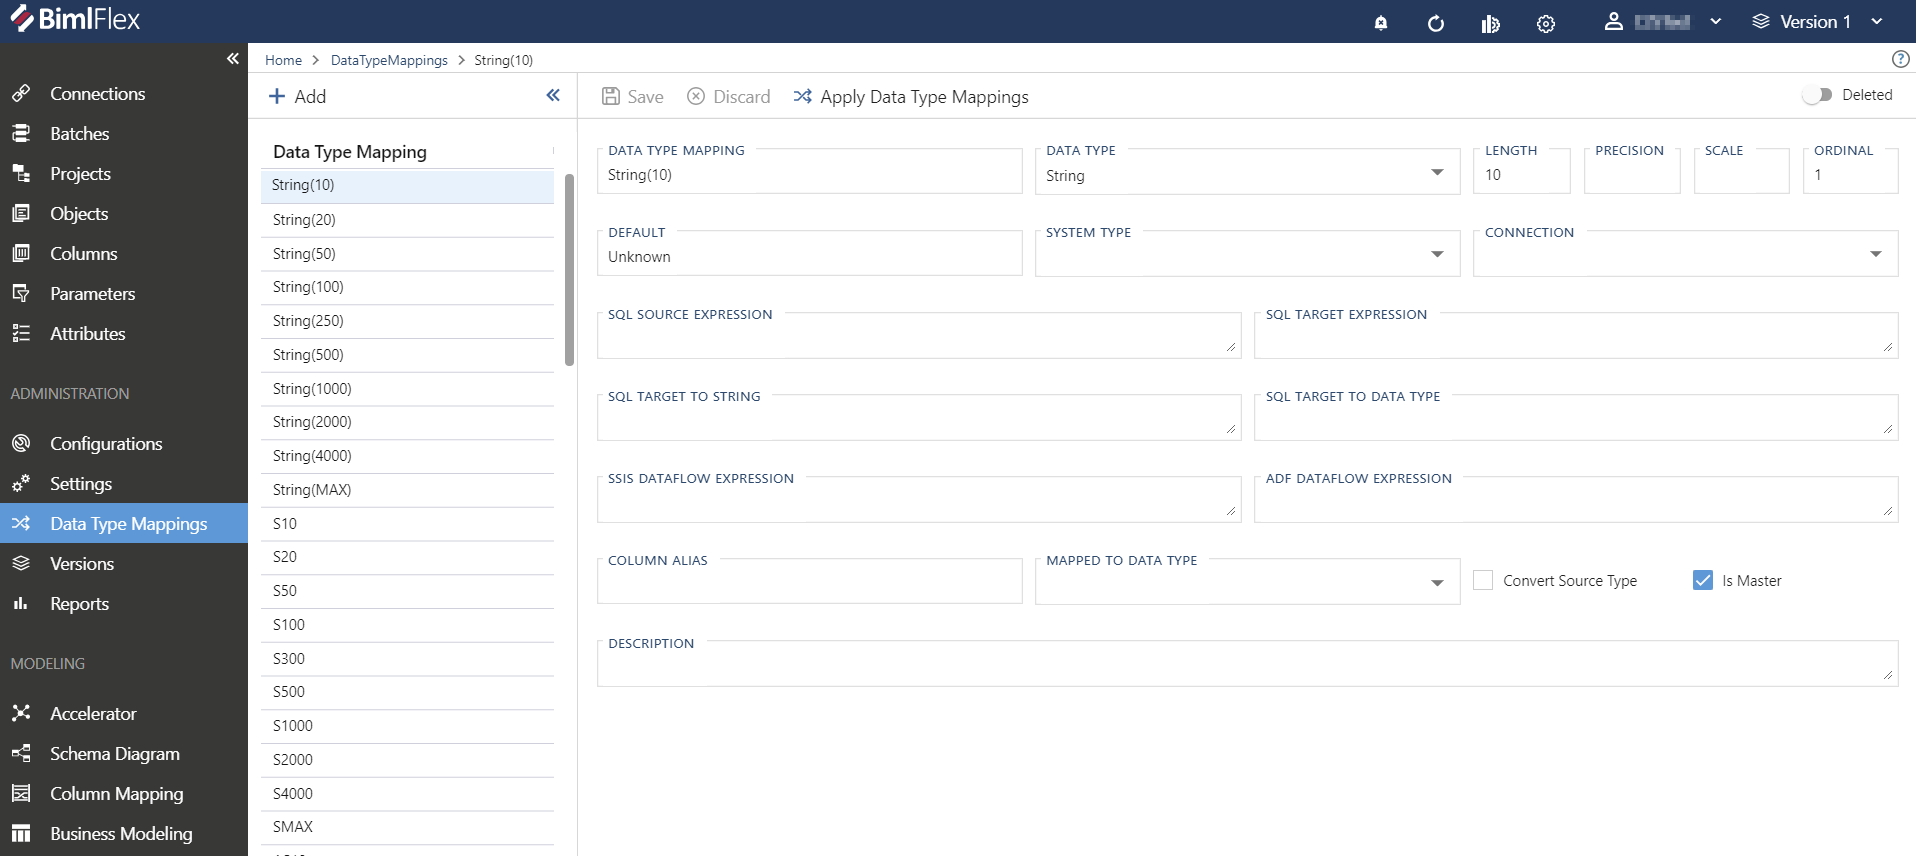 BimlFlex
Version 1
Connections
Batches
Projects
Objects
Columns
Parameters
Attributes
ADMINISTRATION
Configurations
Settings
Data Type Mappings
Versions
Reports
MODELING
Accelerator
Schema Diagram
Column Mapping
Business Modeling
Home > DataTypeMappings > String(10)
Add
Data Type Mapping
String(10)
String(20)
String(50)
String(100)
String(250)
String(500)
String(1000)
String(2000)
String(4000)
String(MAX)
S10
S20
S50
S100
S300
S500
S1000
S2000
S4000
SMAX
Save Discard Apply Data Type Mappings Deleted
DATA TYPE MAPPING
String(10)
DATA TYPE
String
LENGTH
10
PRECISION
SCALE
ORDINAL
1
DEFAULT
Unknown
SYSTEM TYPE
CONNECTION
SQL SOURCE EXPRESSION
SQL TARGET EXPRESSION
SQL TARGET TO STRING
SQL TARGET TO DATA TYPE
SSIS DATAFLOW EXPRESSION
ADF DATAFLOW EXPRESSION
COLUMN ALIAS
MAPPED TO DATA TYPE
Convert Source Type
Is Master
DESCRIPTION